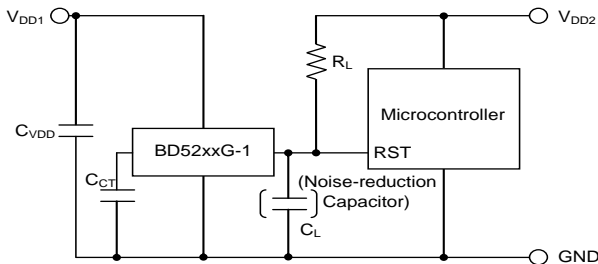 VDD1
VDD2
RL
Microcontroller
CVDD
BD52xxG-1
RST
CCT
(Noise-reduction
Capacitor)
CL
GND